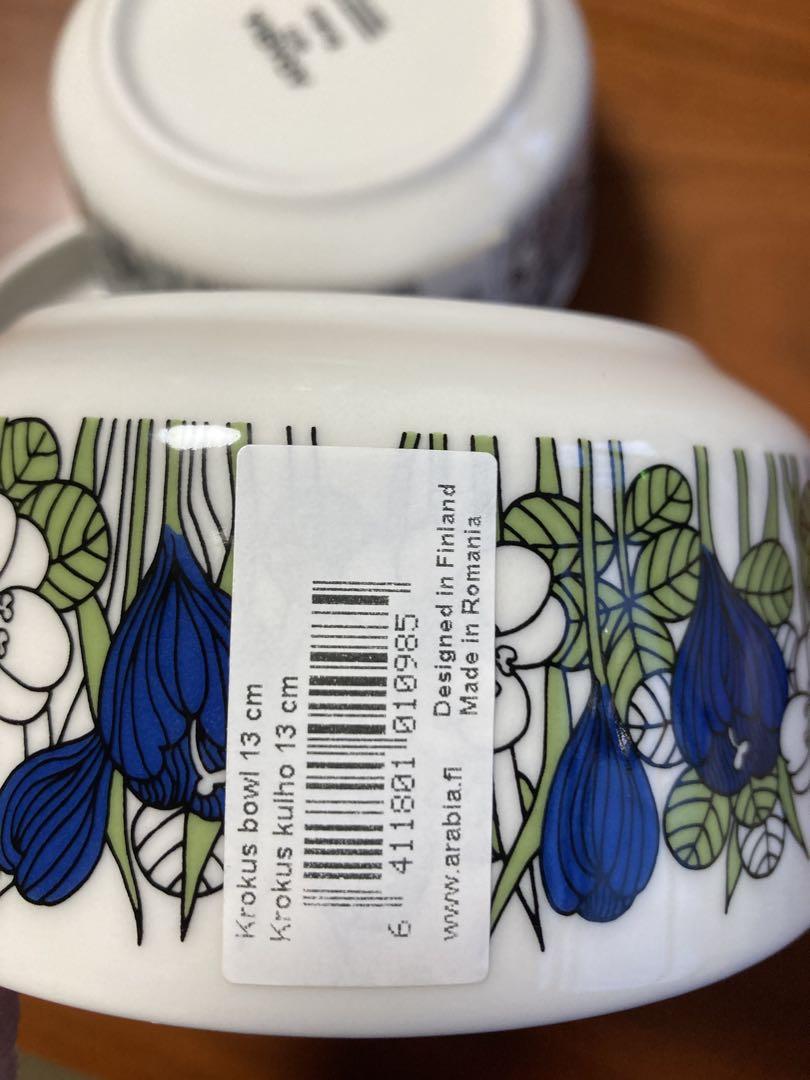 Krokus bowl 13 cm
Krokus kulho 13 cm
6 411801 010985
www.arabia.fi
Designed in Finland
Made in Romania